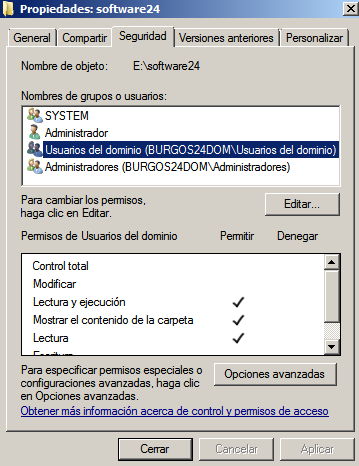 Propiedades: software24
General
Compartir
Seguridad
Versiones anteriores
Personalizar
Nombre de objeto: E:\software24
Nombres de grupos o usuarios:
SYSTEM
Administrador
Usuarios del dominio (BURGOS24DOM\Usuarios del dominio)
Administradores (BURGOS24DOM\Administradores)
Para cambiar los permisos,
haga clic en Editar.
Editar...
Permisos de Usuarios del dominio Permitir Denegar
Control total
Modificar
Lectura y ejecución
Mostrar el contenido de la carpeta
Lectura
Escritura
Para especificar permisos especiales o
configuraciones avanzadas, haga clic
en Opciones avanzadas.
Opciones avanzadas
Obtener más información acerca de control y permisos de acceso
Cerrar
Cancelar
Aplicar